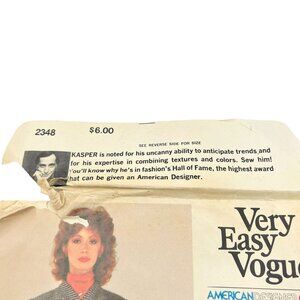 2348
$6.00
SEE REVERSE SIDE FOR SIZE
KASPER is noted for his uncanny ability to anticipate trends and
for his expertise in combining textures and colors. Sew him!
You'll know why he's in fashion's Hall of Fame, the highest award
that can be given an American Designer.
Very
Easy
Vogue
AMERICAN